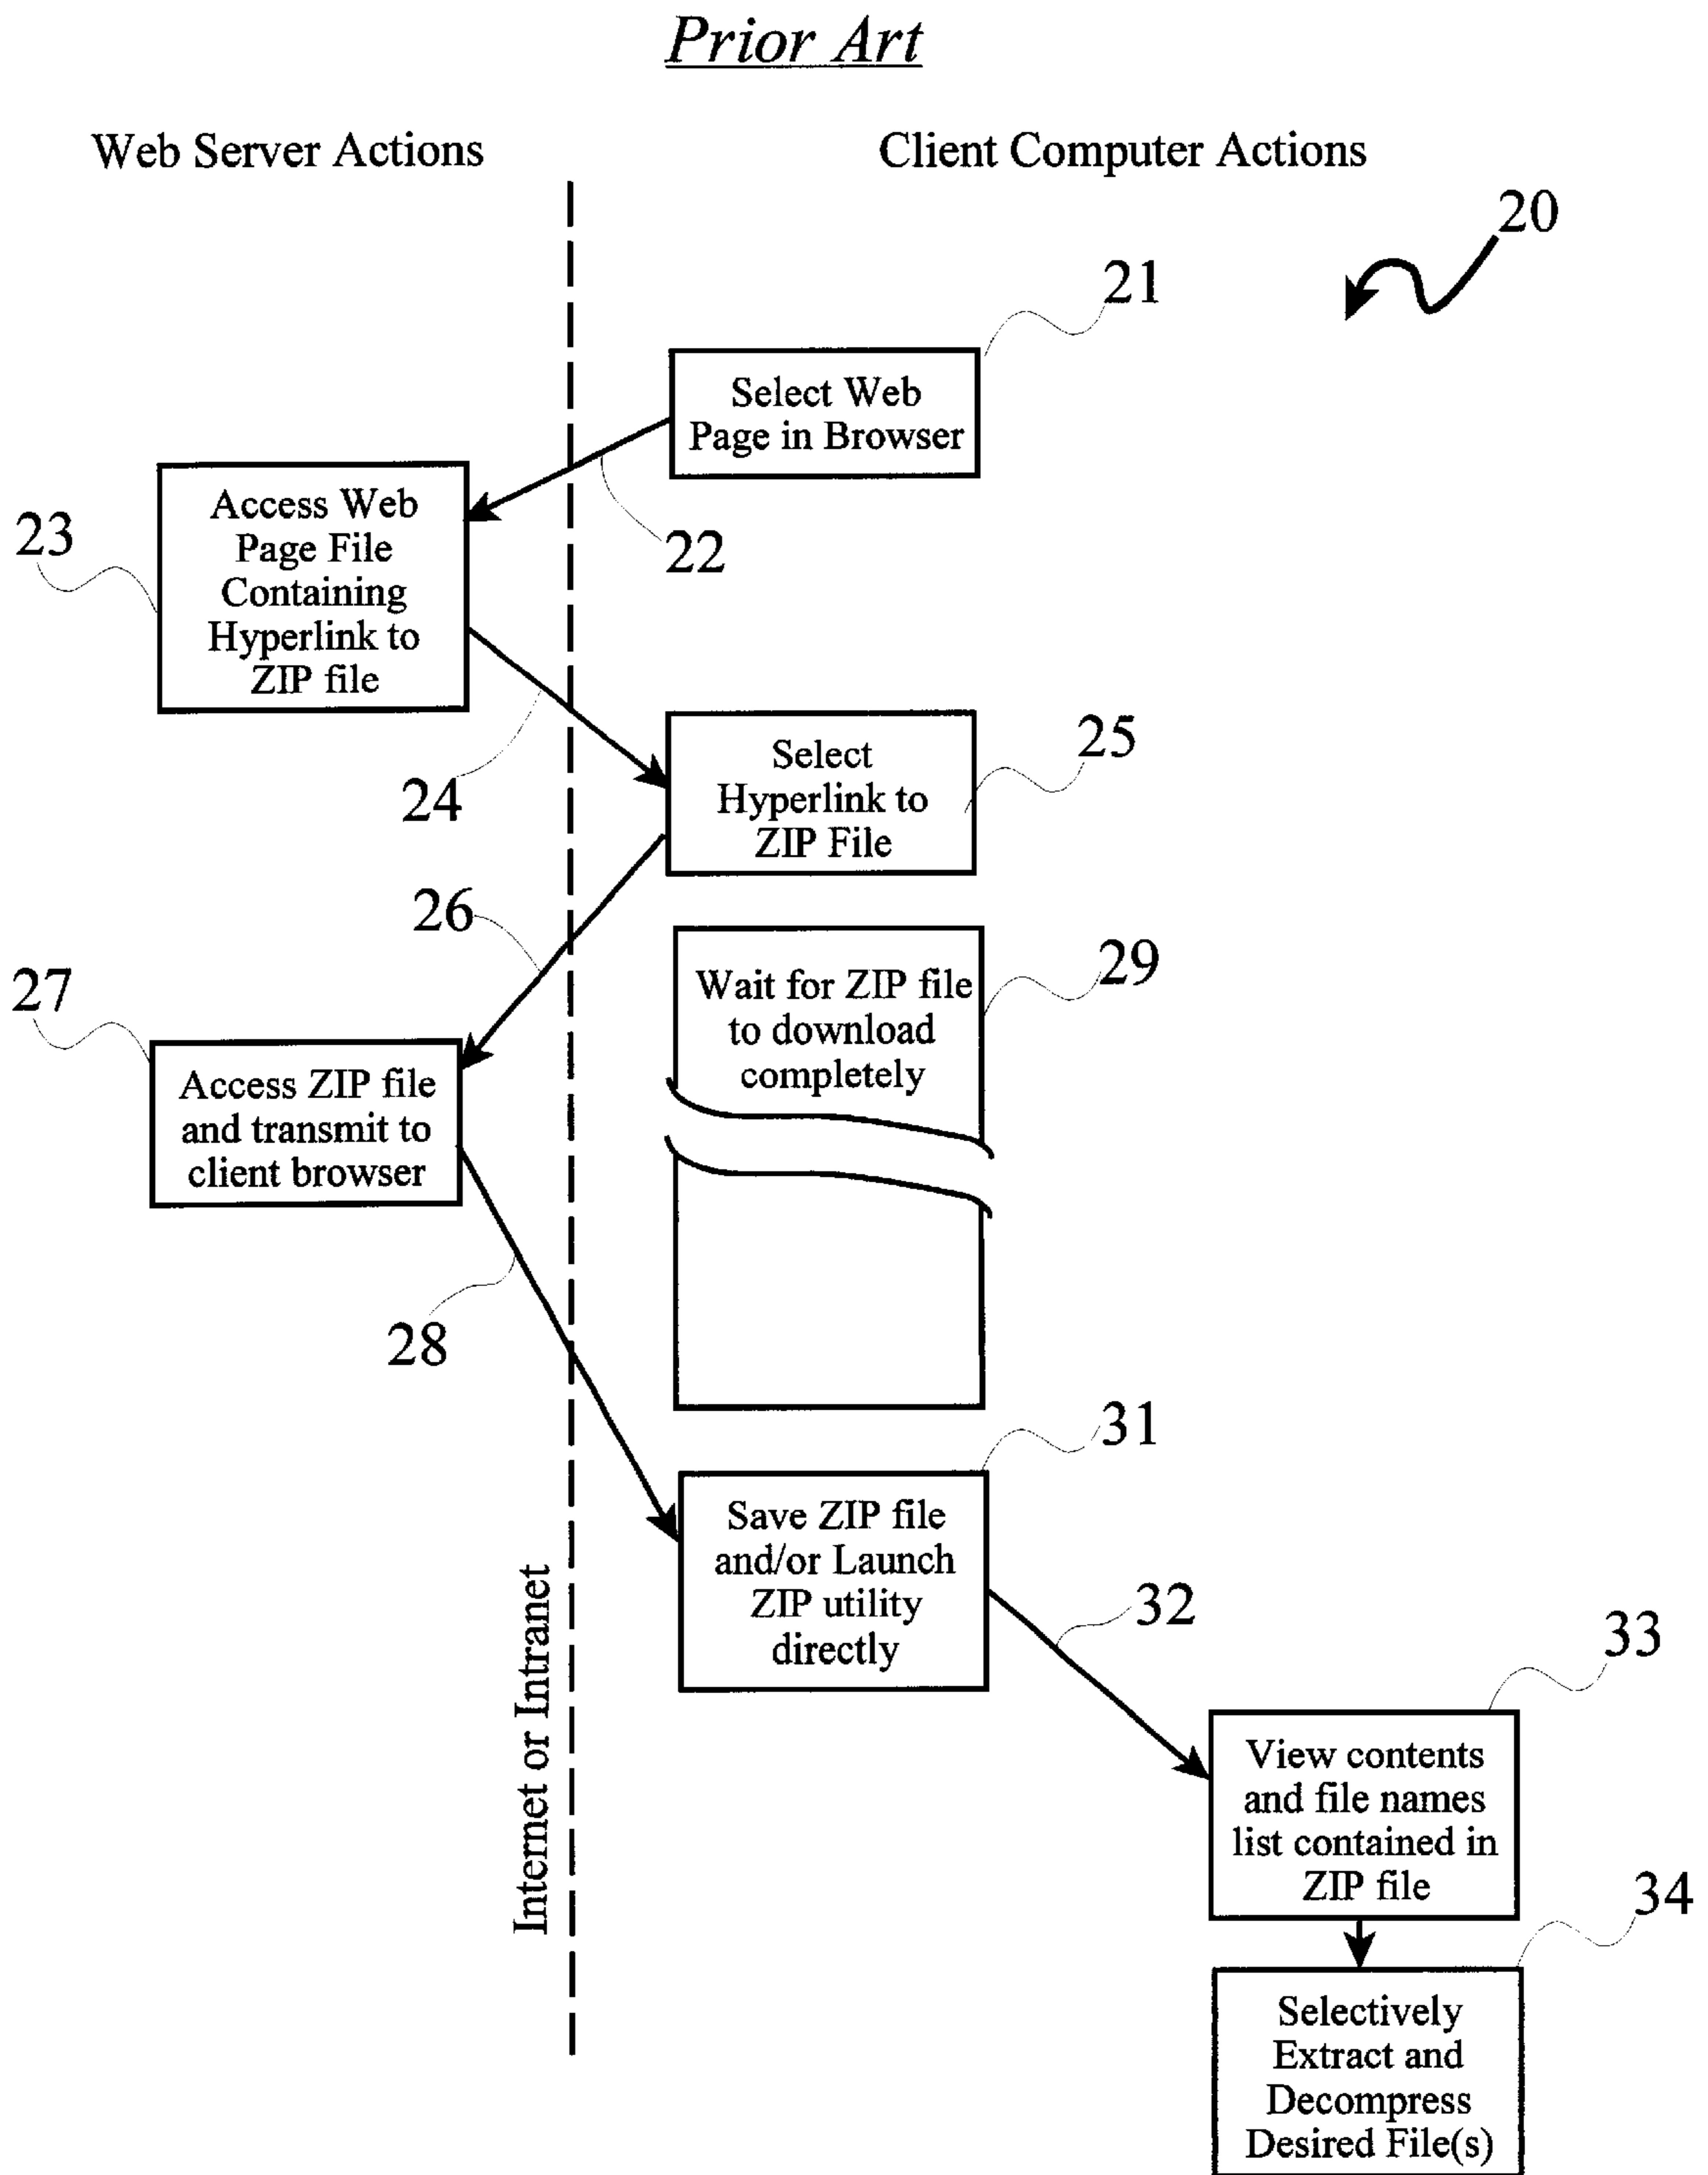 Prior Art
Web Server Actions
Client Computer Actions
20
21
Select Web
Page in Browser
22
23
Access Web
Page File
Containing
Hyperlink to
ZIP file
24
25
Select
Hyperlink to
ZIP File
26
27
Access ZIP file
and transmit to
client browser
28
29
Wait for ZIP file
to download
completely
31
Save ZIP file
and/or Launch
ZIP utility
directly
Internet or Intranet
32
33
View contents
and file names
list contained in
ZIP file
34
Selectively
Extract and
Decompress
Desired File(s)